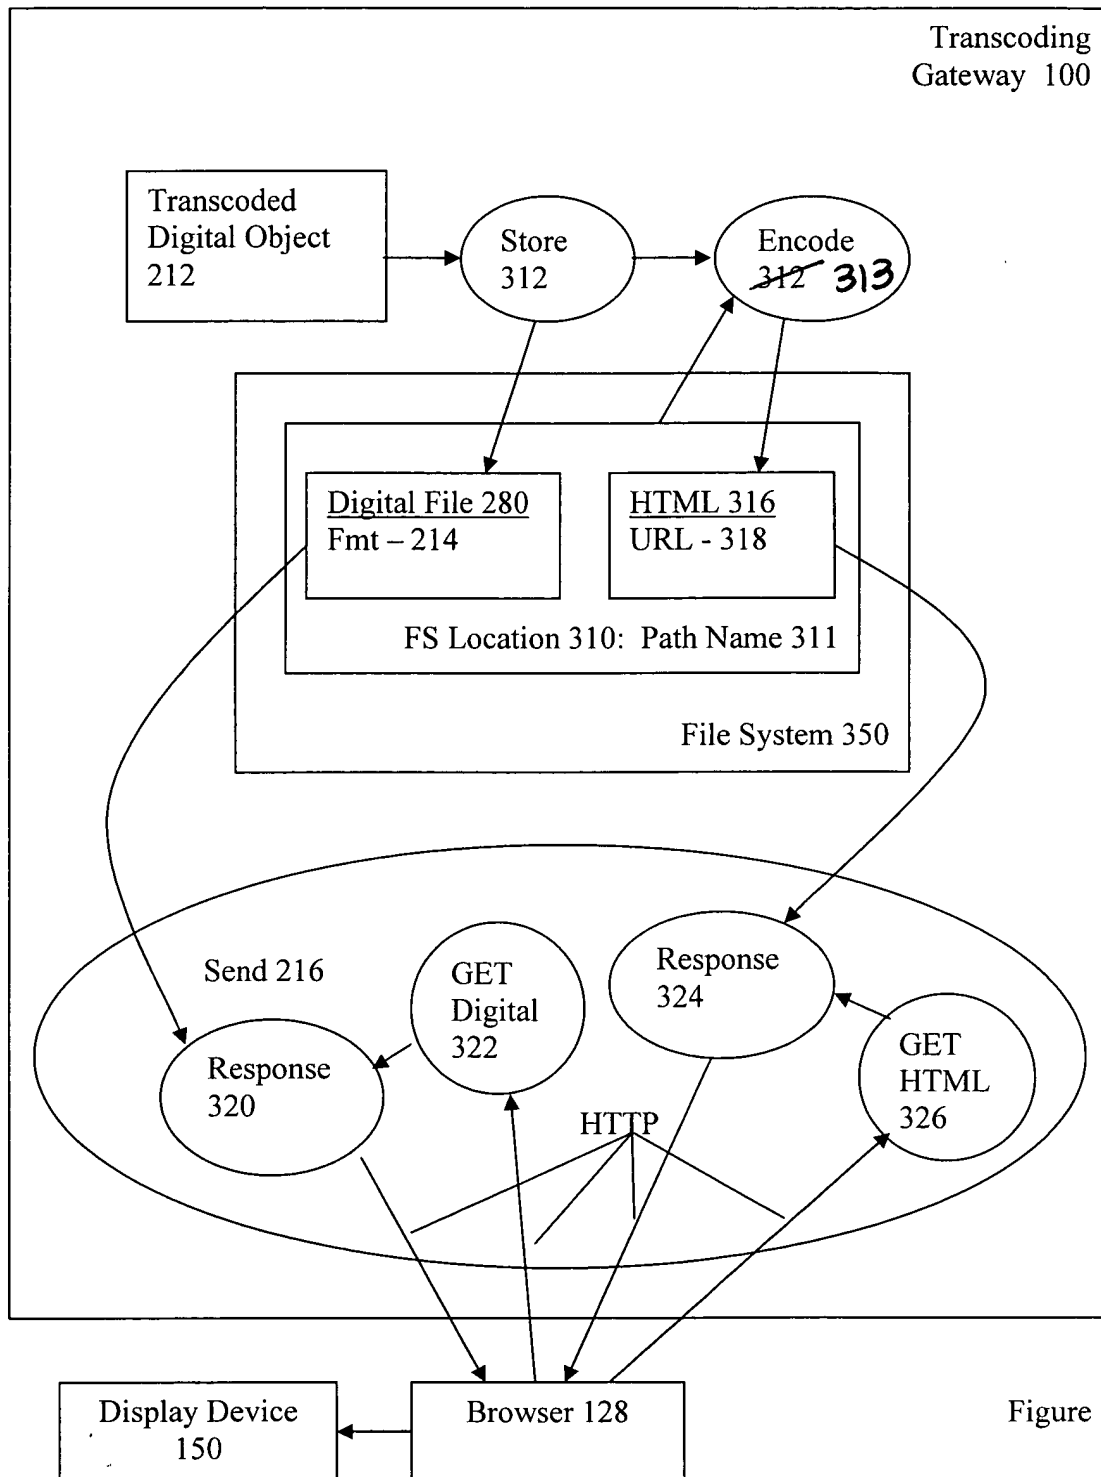 Transcoding
Gateway 100
Transcoded
Digital Object
212
Store
312
Encode
312 313
Digital File 280
Fmt – 214
HTML 316
URL - 318
FS Location 310: Path Name 311
File System 350
Send 216
Response
320
GET
Digital
322
Response
324
GET
HTML
326
HTTP
Display Device
150
Browser 128
Figure